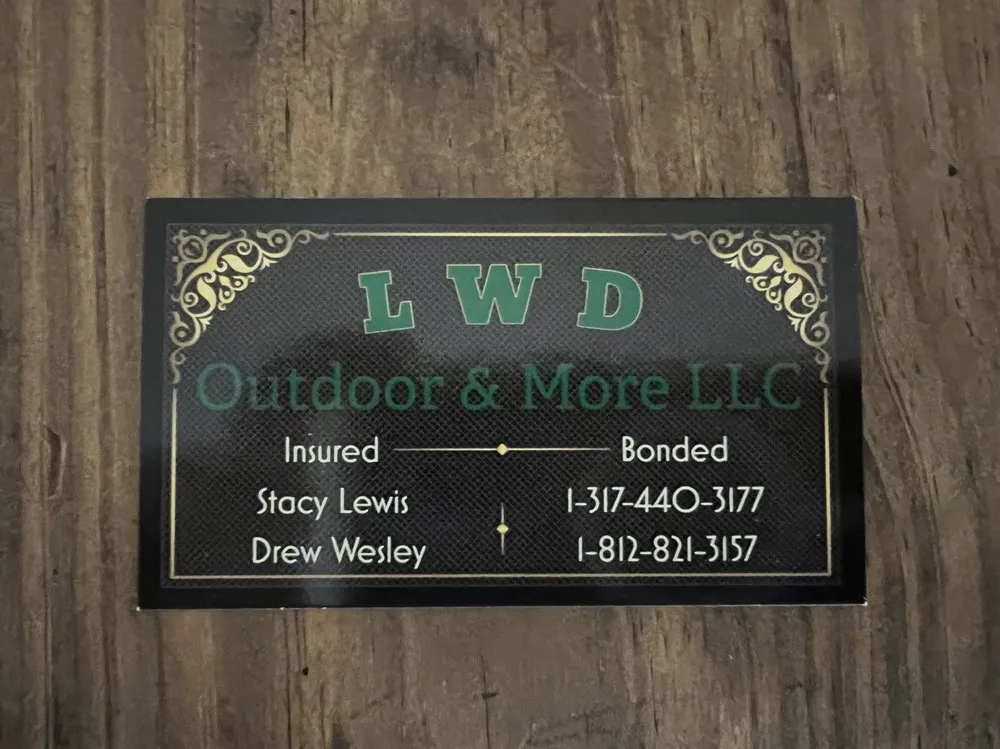 L W D
Outdoor & More LLC
Insured Bonded
Stacy Lewis 1-317-440-3177
Drew Wesley 1-812-821-3157